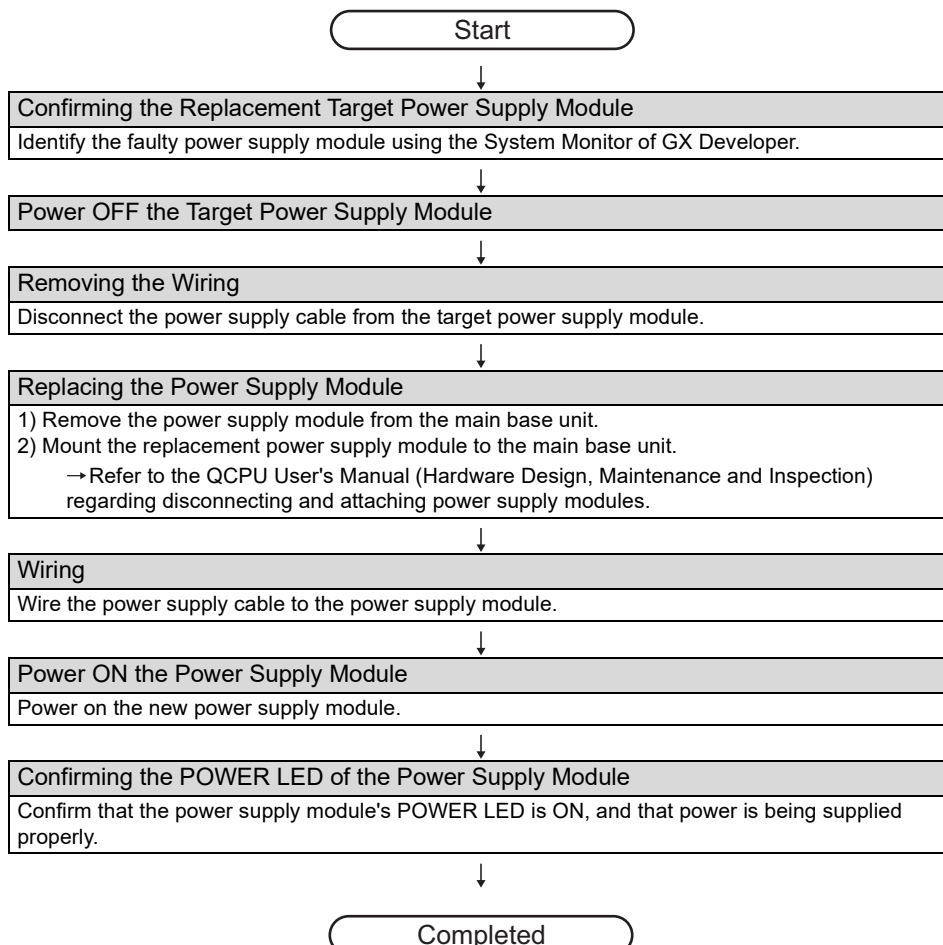 Start
Confirming the Replacement Target Power Supply Module
Identify the faulty power supply module using the System Monitor of GX Developer.
Power OFF the Target Power Supply Module
Removing the Wiring
Disconnect the power supply cable from the target power supply module.
Replacing the Power Supply Module
1) Remove the power supply module from the main base unit.
2) Mount the replacement power supply module to the main base unit.
→Refer to the QCPU User's Manual (Hardware Design, Maintenance and Inspection)
regarding disconnecting and attaching power supply modules.
Wiring
Wire the power supply cable to the power supply module.
Power ON the Power Supply Module
Power on the new power supply module.
Confirming the POWER LED of the Power Supply Module
Confirm that the power supply module's POWER LED is ON, and that power is being supplied
properly.
Completed